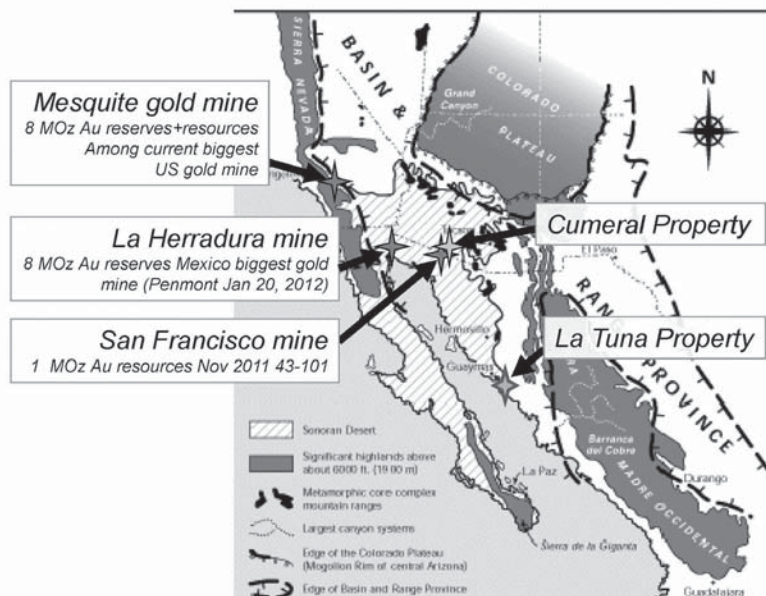 SIERRA NEVADA
BASIN &
COLORADO
PLATEAU
Grand
Canyon
N
Mesquite gold mine
8 MOz Au reserves+resources
Among current biggest
US gold mine
La Herradura mine
8 MOz Au reserves Mexico biggest gold
mine (Penmont Jan 20, 2012)
San Francisco mine
1 MOz Au resources Nov 2011 43-101
Cumeral Property
El Paso
RANGE
PROVINCE
La Tuna Property
Hermosillo
Guaymas
Barranca
del Cobre
MADRE OCCIDENTAL
Durango
La Paz
Sierra de la Giganta
Guadalajara
Sonoran Desert
Significant highlands above
about 6000 ft. (19.00 m)
Metamorphic core complex
mountain ranges
Largest canyon systems
Edge of the Colorado Plateau
(Mogollon Rim of central Arizona)
Edge of Basin and Range Province